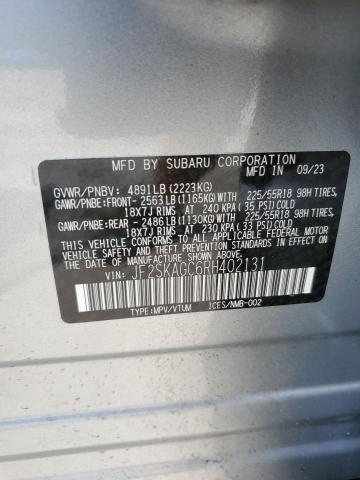 MFD BY SUBARU CORPORATION
MFD IN 09/23
GVWR/PNBV: 4891LB (2223KG)
GAWR/PNBE:FRONT- 2563LB (1165KG) WITH 225/55R18 98H TIRES,
18X7J RIMS AT 240 KPA ( 35 PSI) COLD
GAWR/PNBE:REAR - 2486LB (1130KG) WITH 225/55R18 98H TIRES,
18X7J RIMS AT 230 KPA ( 33 PSI) COLD
THIS VEHICLE CONFORMS TO ALL APPLICABLE FEDERAL MOTOR
VEHICLE SAFETY, BUMPER, AND THEFT PREVENTION STANDARDS
IN EFFECT ON THE DATE OF MANUFACTURE SHOWN ABOVE.
VIN: JF2SKAGC6RH402131
TYPE:MPV/VTUM ICES/NMB-002